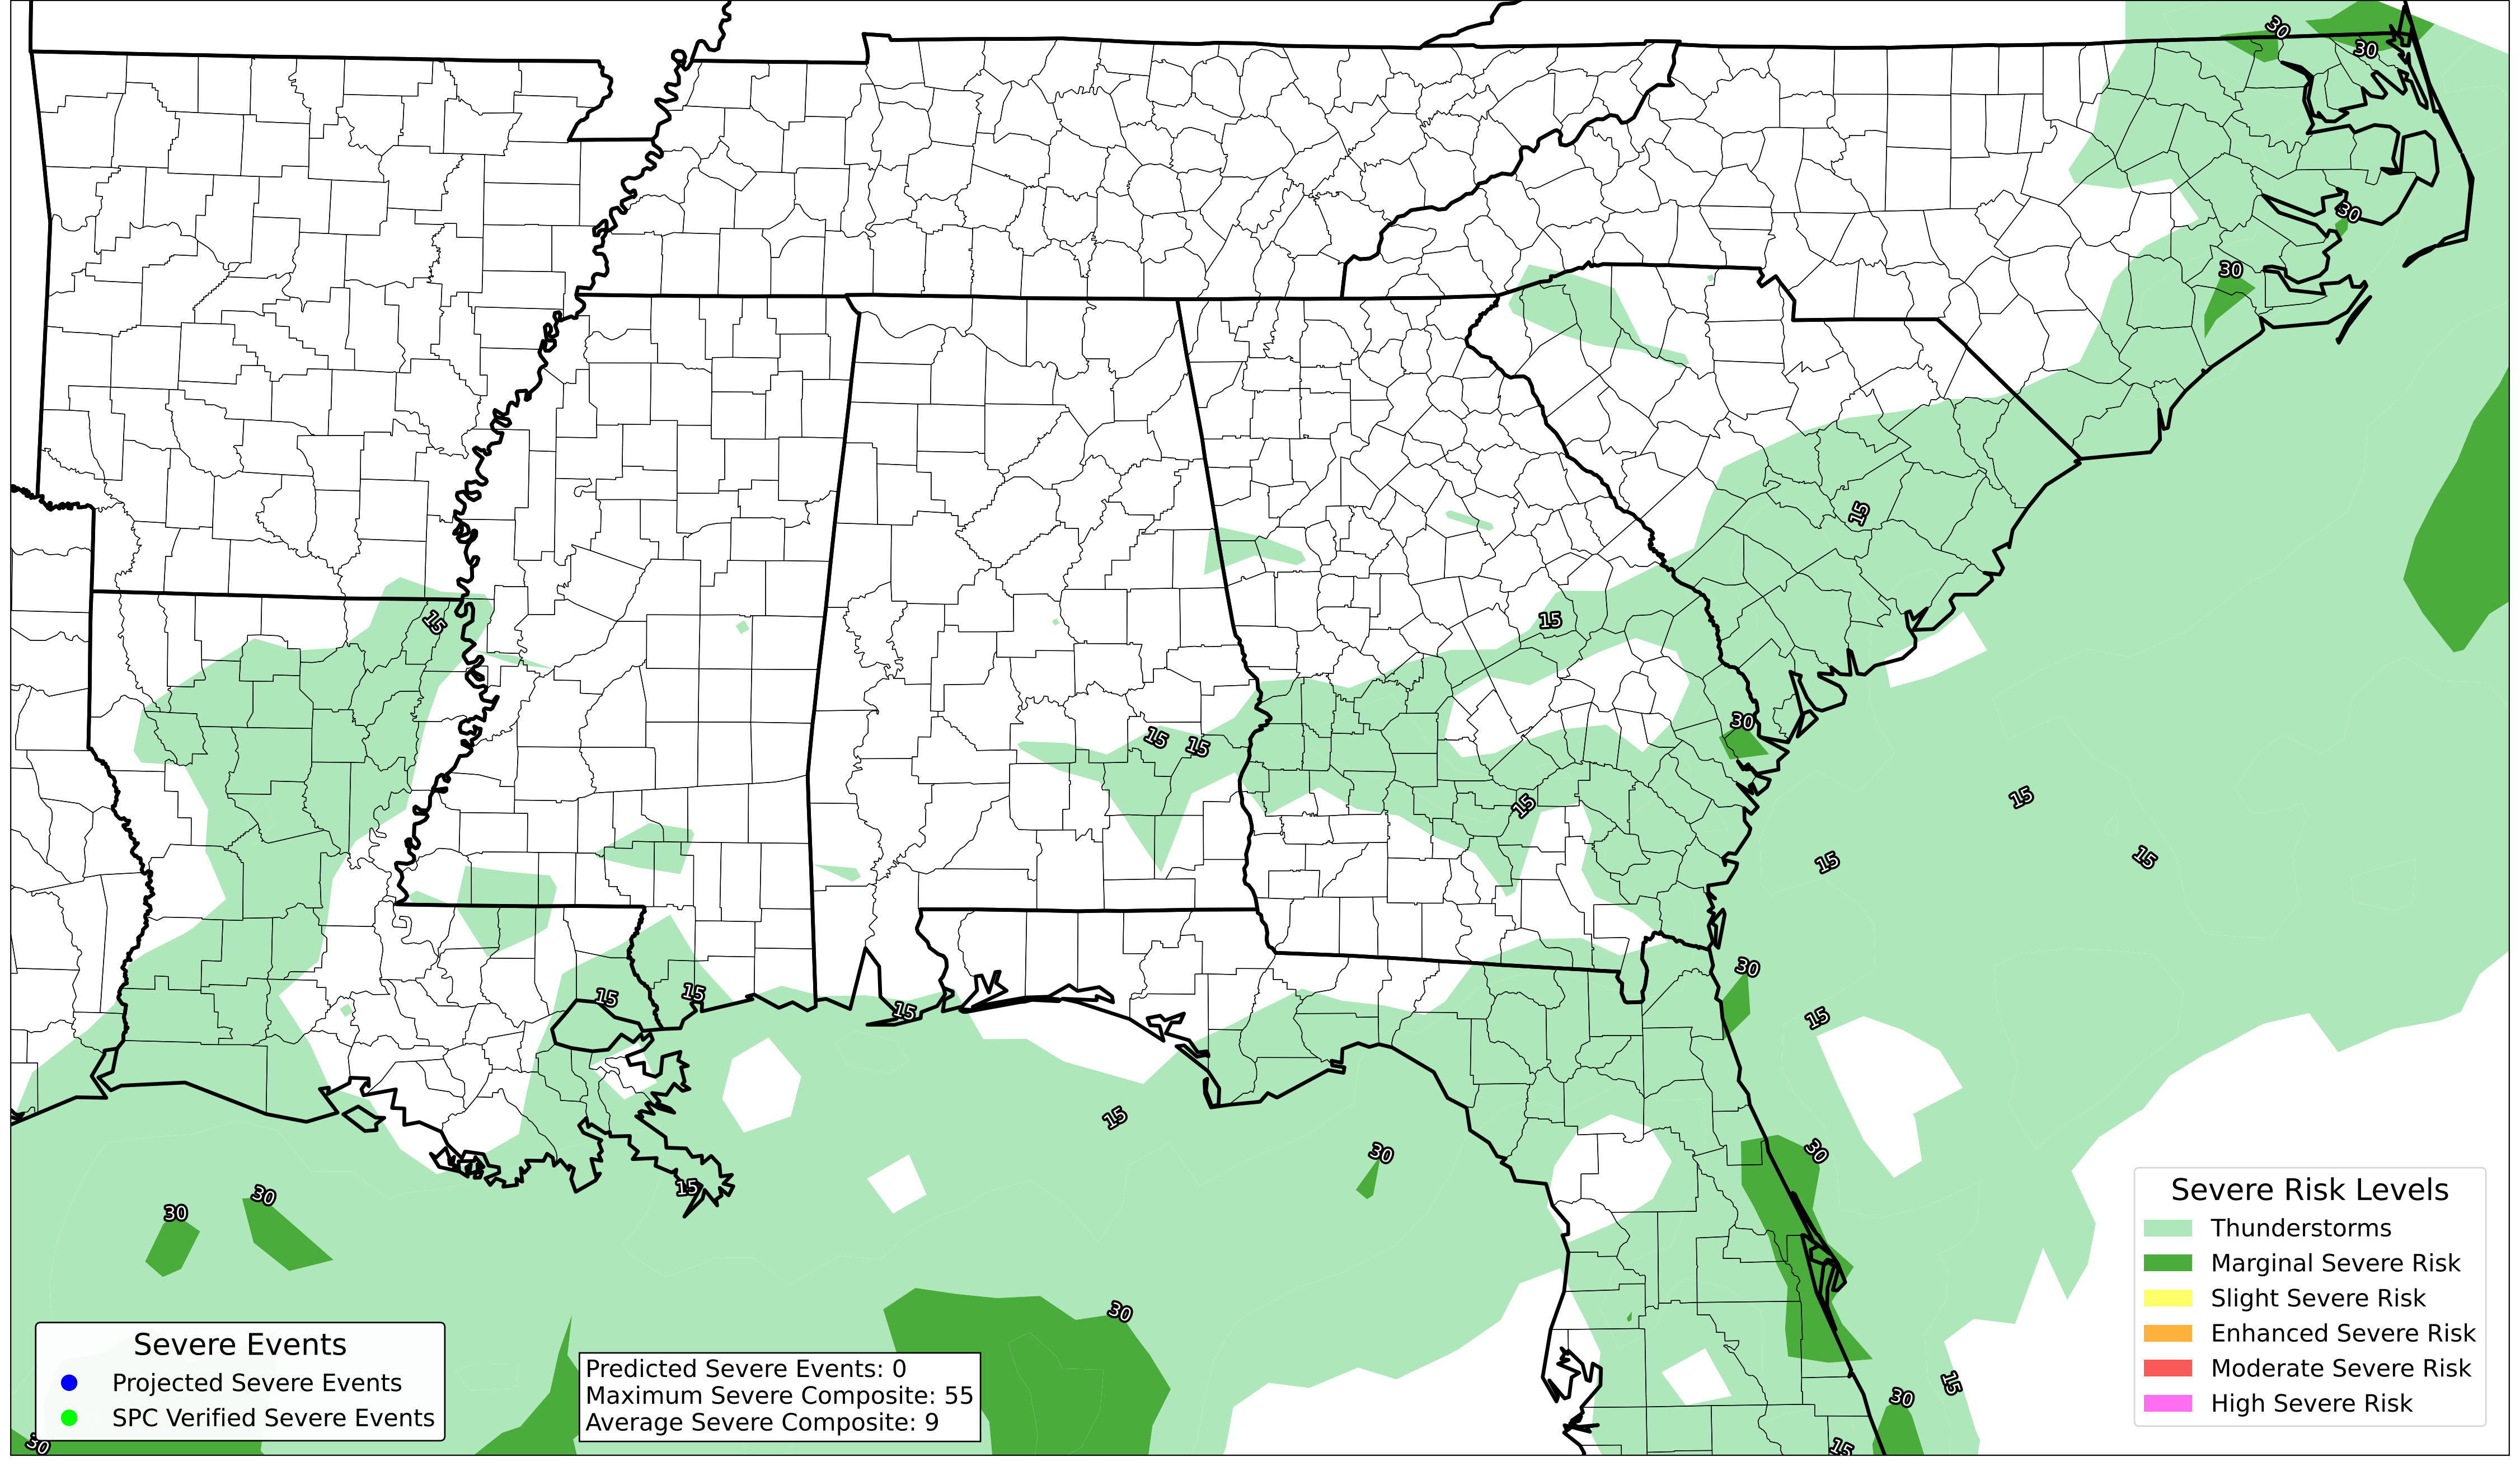 30
30
30
30
15
15
15
30
15
15
15
15
15
15
30
15
15
15
15
15
30
30
30
30
30
15
30
15
30
15
30
Severe Risk Levels
Thunderstorms
Marginal Severe Risk
Slight Severe Risk
Enhanced Severe Risk
Moderate Severe Risk
High Severe Risk
Severe Events
Projected Severe Events
SPC Verified Severe Events
Predicted Severe Events: 0
Maximum Severe Composite: 55
Average Severe Composite: 9